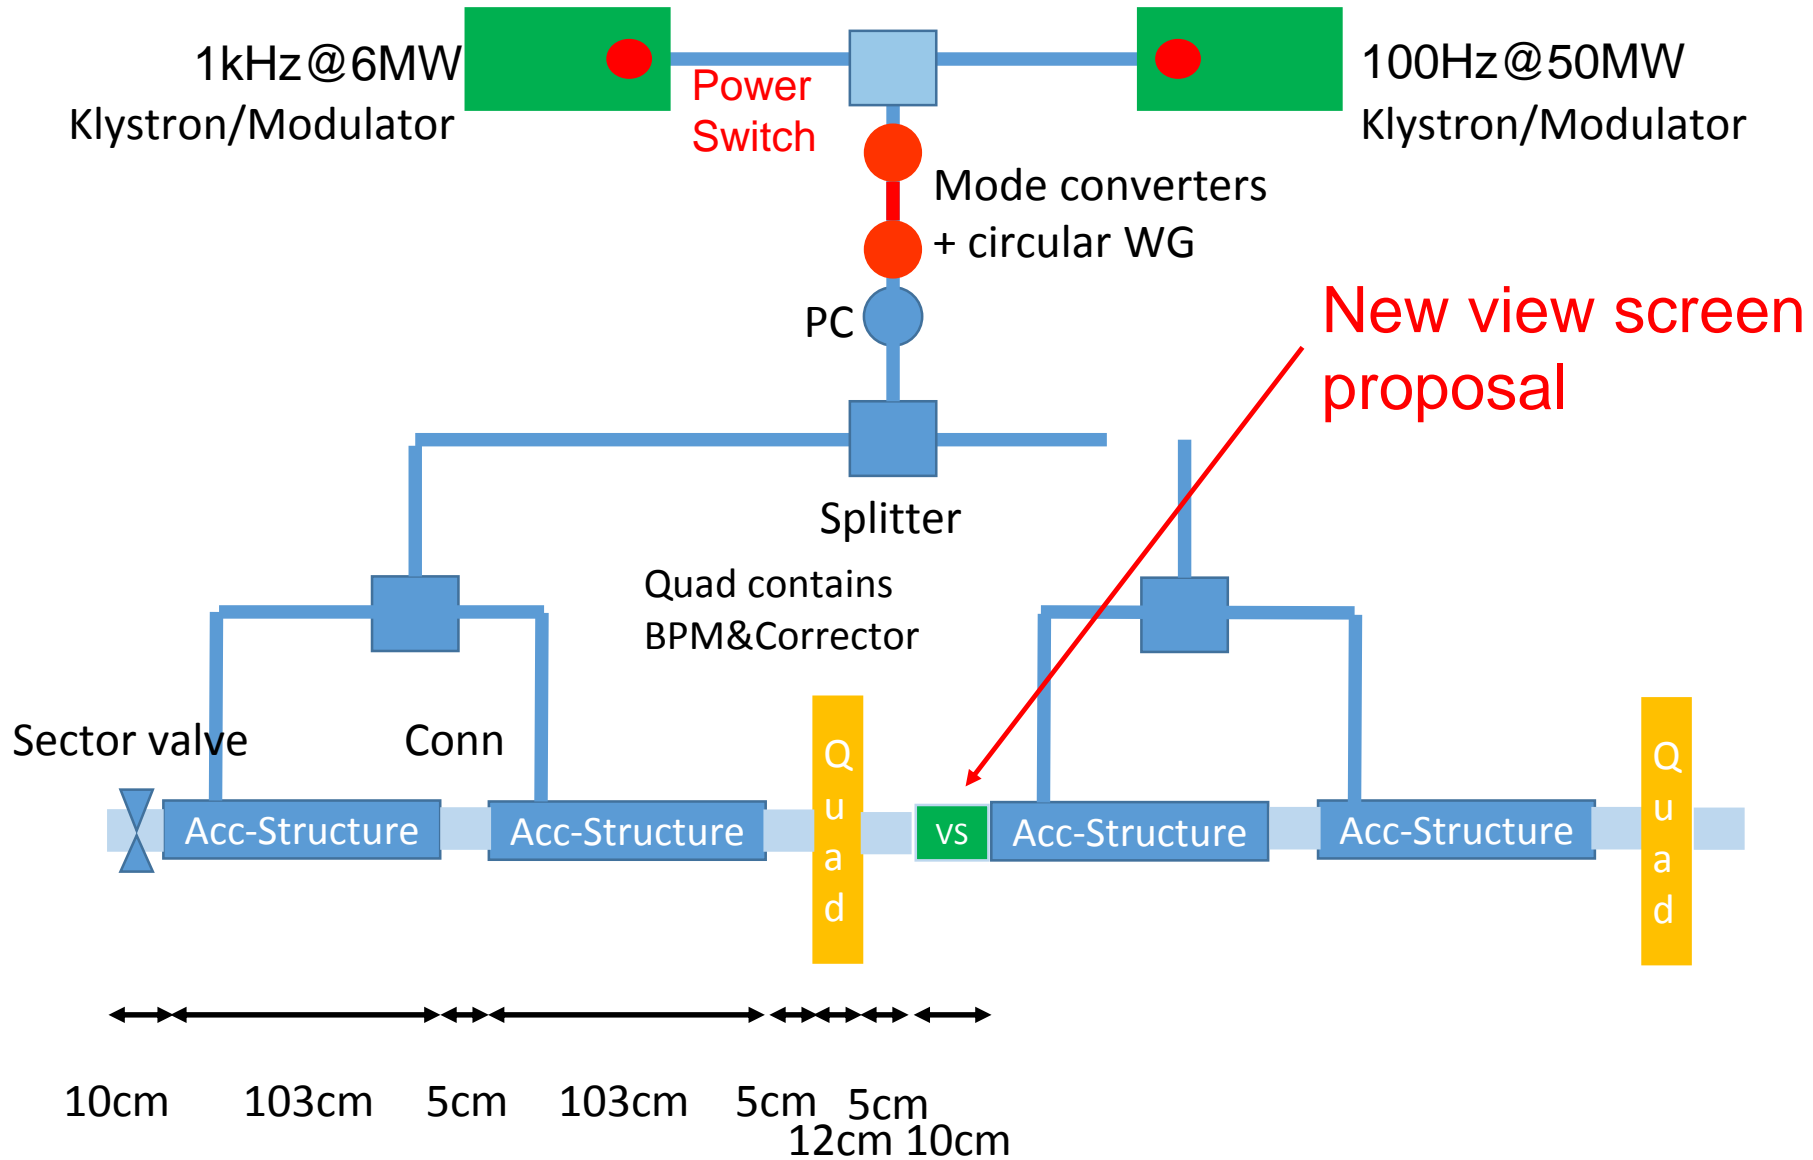 1kHz@6MW
Klystron/Modulator
Power
Switch
100Hz@50MW
Klystron/Modulator
Mode converters
+ circular WG
PC
New view screen
proposal
Splitter
Quad contains
BPM&Corrector
Sector valve
Conn
Acc-Structure
Acc-Structure
Q
u
a
d
VS
Acc-Structure
Acc-Structure
Q
u
a
d
10cm
103cm
5cm
103cm
5cm
5cm
12cm
10cm